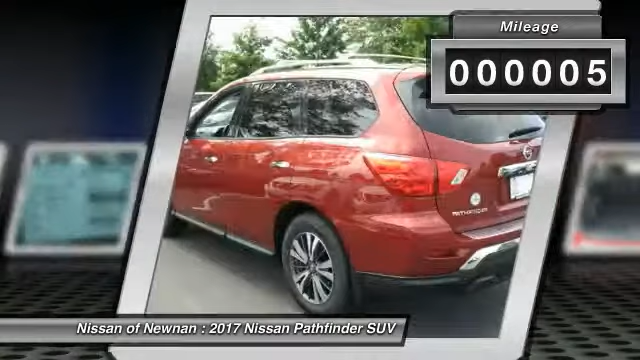 Mileage
000005
PATHFINDER
Nissan of Newnan : 2017 Nissan Pathfinder SUV